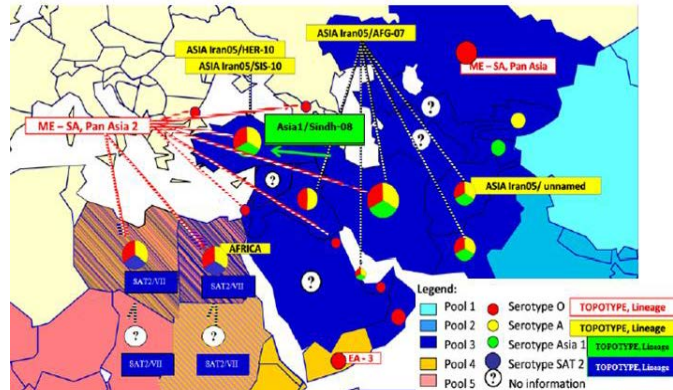 ASIA Iran05/AFG-07
ASIA Iran05/HER-10
ASIA Iran05/SIS-10
ME – SA, Pan Asia
ME – SA, Pan Asia 2
Asia1/Sindh-08
?
?
?
ASIA Iran05/ unnamed
AFRICA
SAT2/VII
SAT2/VII
?
?
?
SAT2/VII
SAT2/VII
EA - 3
Legend:
Pool 1
Pool 2
Pool 3
Pool 4
Pool 5
Serotype O
Serotype A
Serotype Asia 1
Serotype SAT 2
? No information
TOPOTYPE, Lineage
TOPOTYPE, Lineage
TOPOTYPE, Lineage
TOPOTYPE, Lineage